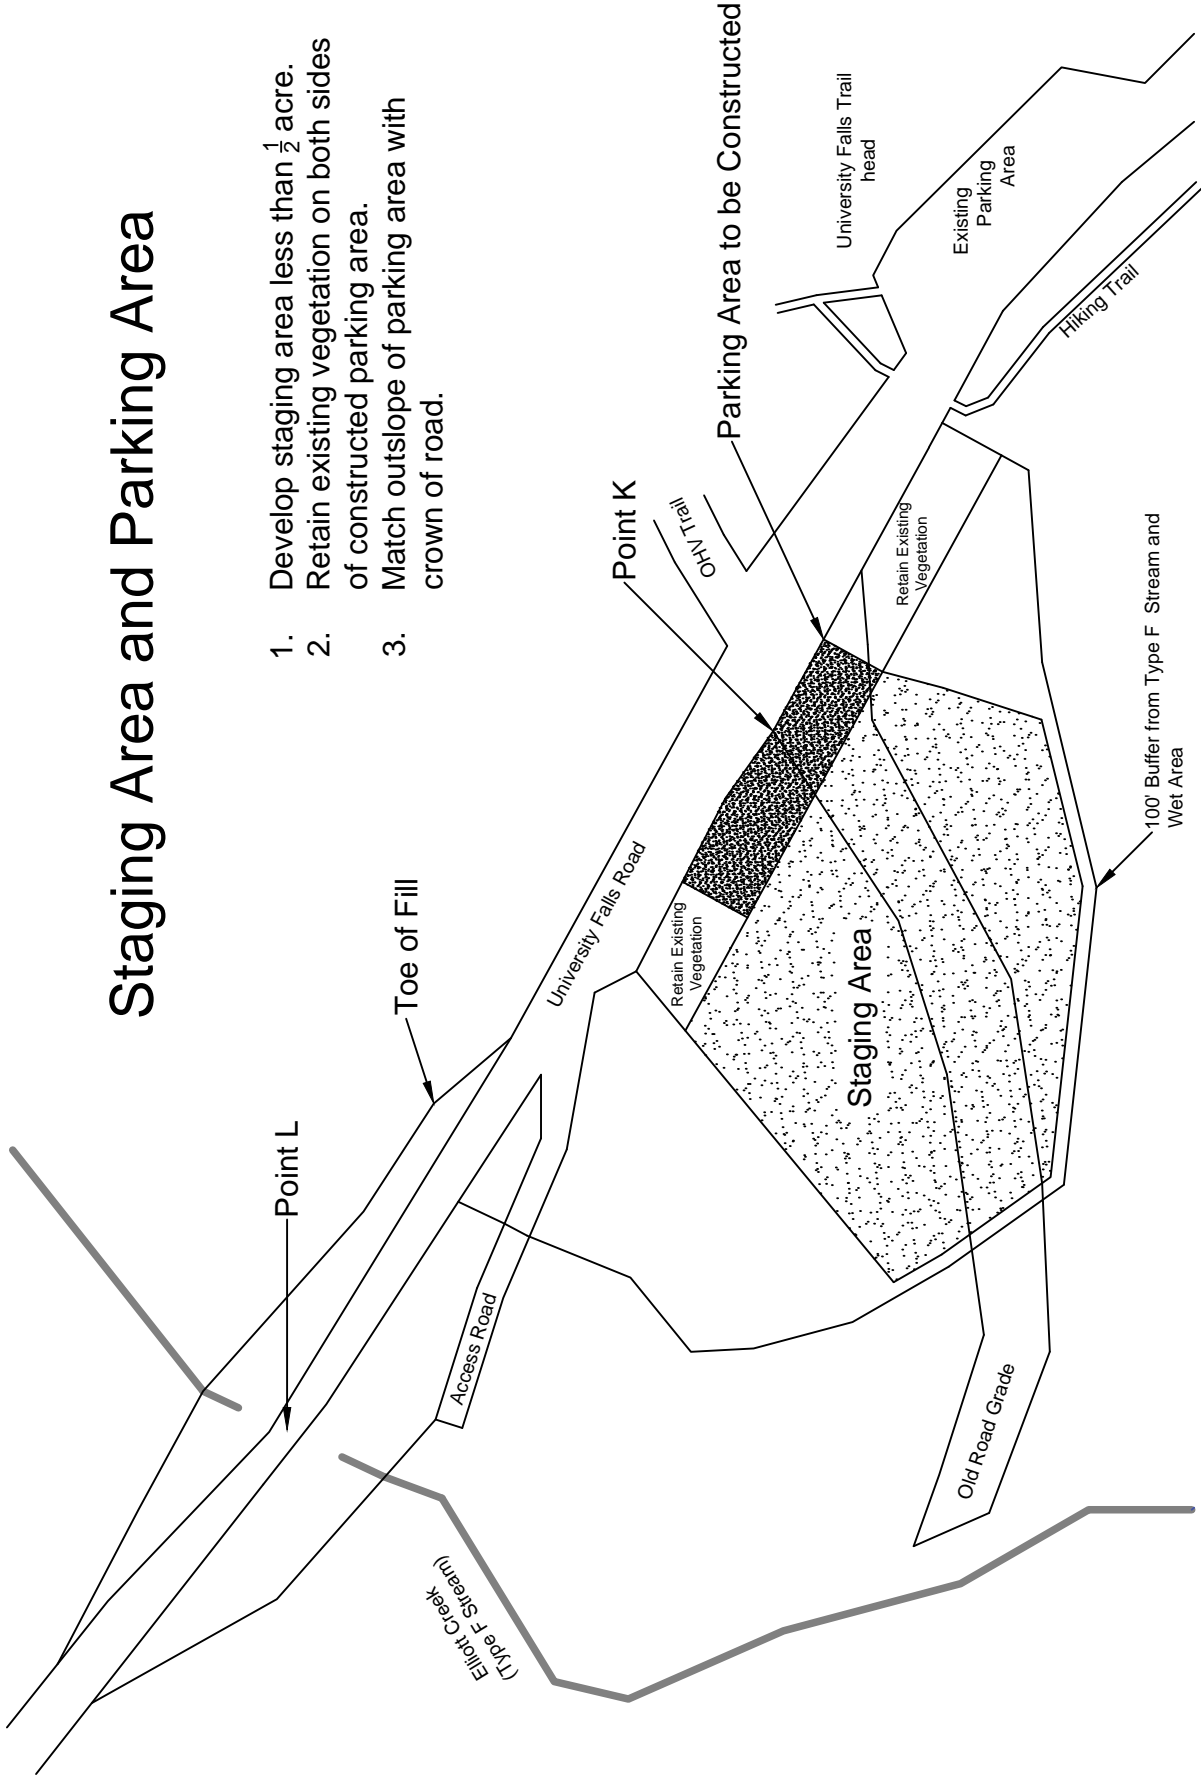 Staging Area and Parking Area
1. Develop staging area less than 1/2 acre.
2. Retain existing vegetation on both sides
of constructed parking area.
3. Match outslope of parking area with
crown of road.
Point L
Toe of Fill
Point K
Parking Area to be Constructed
University Falls Trail
head
Existing
Parking
Area
Hiking Trail
OHV Trail
University Falls Road
Retain Existing
Vegetation
Retain Existing
Vegetation
Access Road
Staging Area
Old Road Grade
Elliott Creek
(Type F Stream)
100' Buffer from Type F Stream and
Wet Area